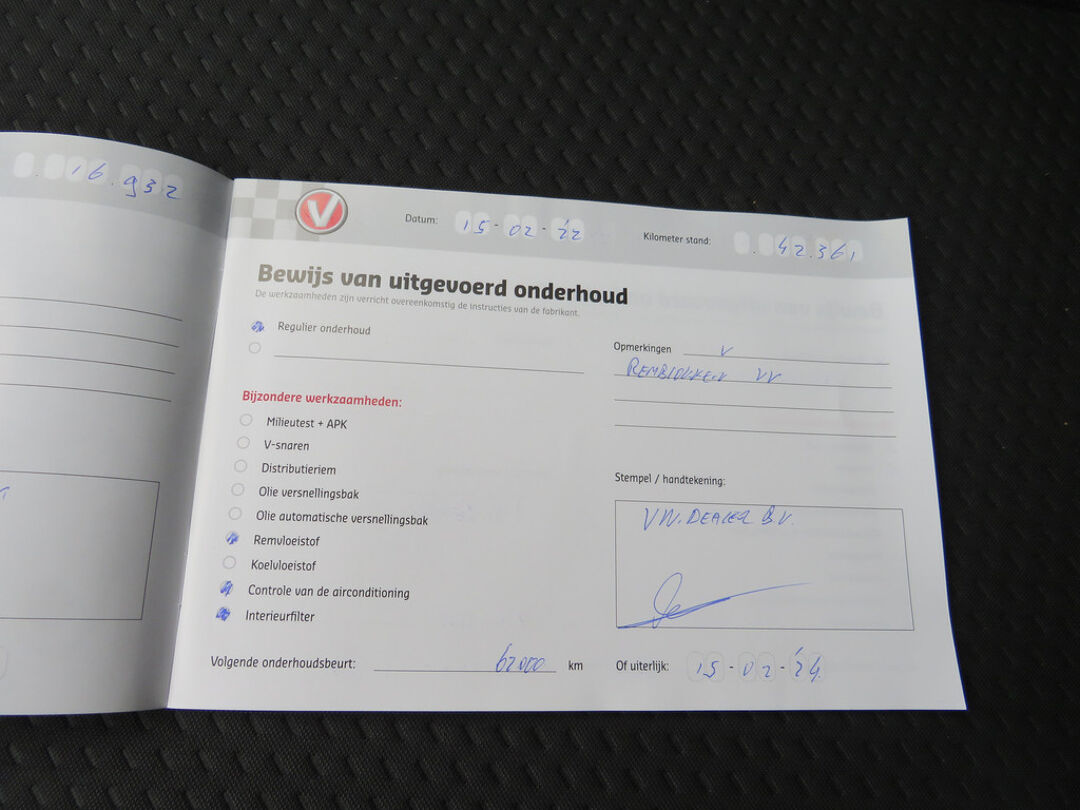 16.932
V
Datum: 15-02-'22
Kilometer stand: 42.361
Bewijs van uitgevoerd onderhoud
De werkzaamheden zijn verricht overeenkomstig de instructies van de fabrikant.
Regulier onderhoud
Opmerkingen V
REMBLOKKEN VV
Bijzondere werkzaamheden:
Milieutest + APK
V-snaren
Distributieriem
Olie versnellingsbak
Olie automatische versnellingsbak
Remvloeistof
Koelvloeistof
Controle van de airconditioning
Interieurfilter
Stempel / handtekening:
VW. DEALER B.V.
Volgende onderhoudsbeurt: 62000 km
Of uiterlijk: 15-02-'24